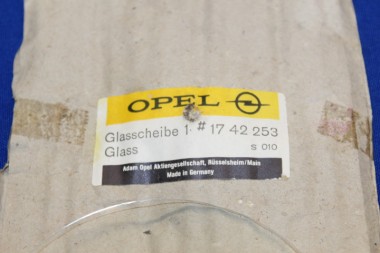 OPEL
Glasscheibe 1 # 17 42 253
Glass s 010
Adam Opel Aktiengesellschaft, Rüsselsheim/Main
Made in Germany